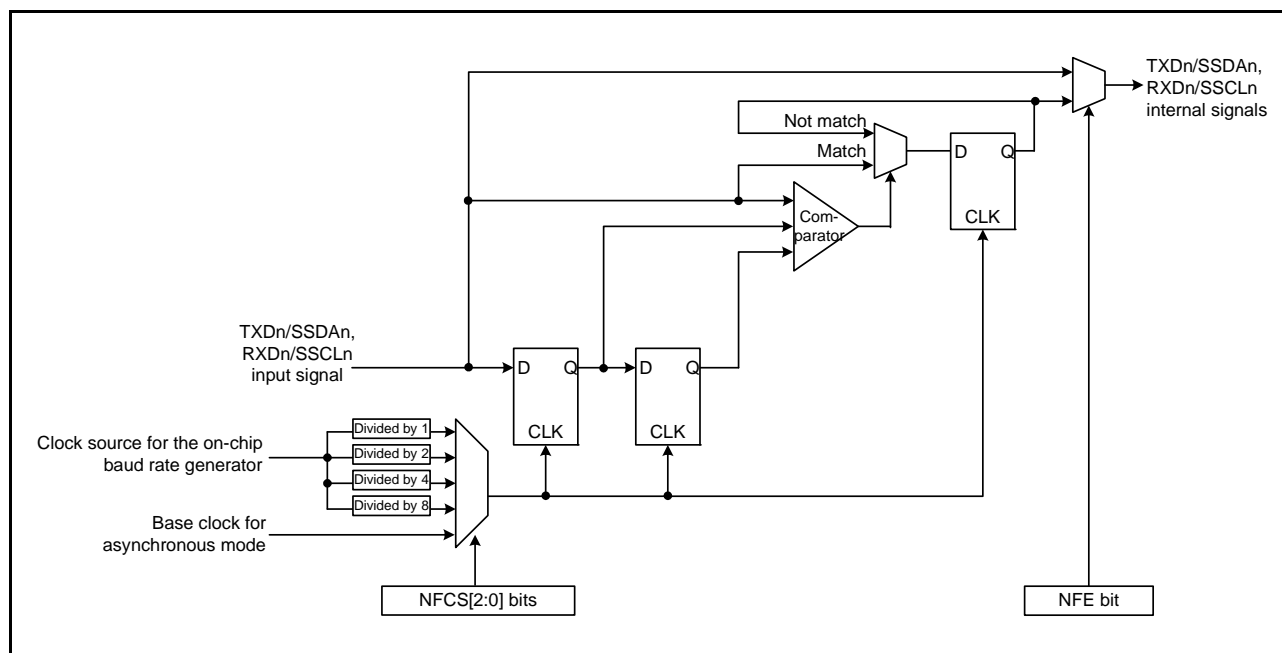 TXDn/SSDAn,
RXDn/SSCLn
internal signals
Not match
Match
D
Q
CLK
Com-
parator
TXDn/SSDAn,
RXDn/SSCLn
input signal
D
Q
CLK
D
Q
CLK
Clock source for the on-chip
baud rate generator
Divided by 1
Divided by 2
Divided by 4
Divided by 8
Base clock for
asynchronous mode
NFCS[2:0] bits
NFE bit